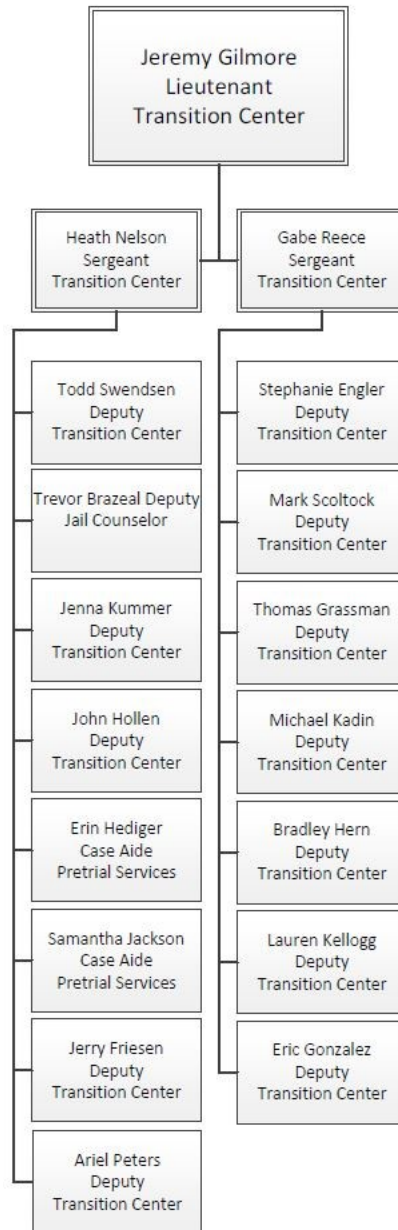 Jeremy Gilmore
Lieutenant
Transition Center
Heath Nelson
Sergeant
Transition Center
Gabe Reece
Sergeant
Transition Center
Todd Swendsen
Deputy
Transition Center
Trevor Brazeal Deputy
Jail Counselor
Jenna Kummer
Deputy
Transition Center
John Hollen
Deputy
Transition Center
Erin Hediger
Case Aide
Pretrial Services
Samantha Jackson
Case Aide
Pretrial Services
Jerry Friesen
Deputy
Transition Center
Ariel Peters
Deputy
Transition Center
Stephanie Engler
Deputy
Transition Center
Mark Scoltock
Deputy
Transition Center
Thomas Grassman
Deputy
Transition Center
Michael Kadin
Deputy
Transition Center
Bradley Hern
Deputy
Transition Center
Lauren Kellogg
Deputy
Transition Center
Eric Gonzalez
Deputy
Transition Center